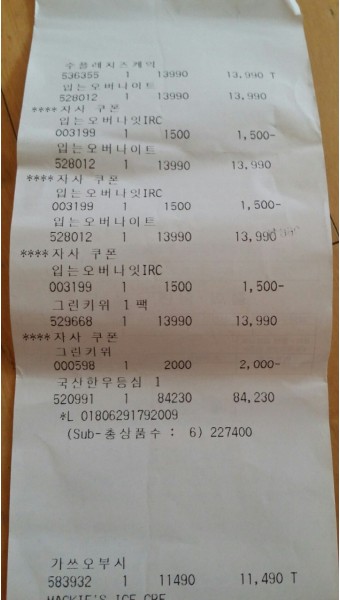 수플래치즈케익
536355 1 13990 13,990 T
입는오버나이트
528012 1 13990 13,990
****자사 쿠폰
입는오버나잇IRC
003199 1 1500 1,500-
입는오버나이트
528012 1 13990 13.990
****자사 쿠폰
입는오버나잇IRC
003199 1 1500 1,500-
입는오버나이트
528012 1 13990 13,990
****자사 쿠폰
입는오버나잇IRC
003199 1 1500 1,500-
그린키위 1 팩
529668 1 13990 13,990
****자사 쿠폰
그린키위
000598 1 2000 2,000-
국산한우등심 1
520991 1 84230 84,230
*L 01806291792009
(Sub-총상품수 : 6) 227400
가쓰오부시
583932 1 11490 11,490 T
MACKIE'S ICE CRE